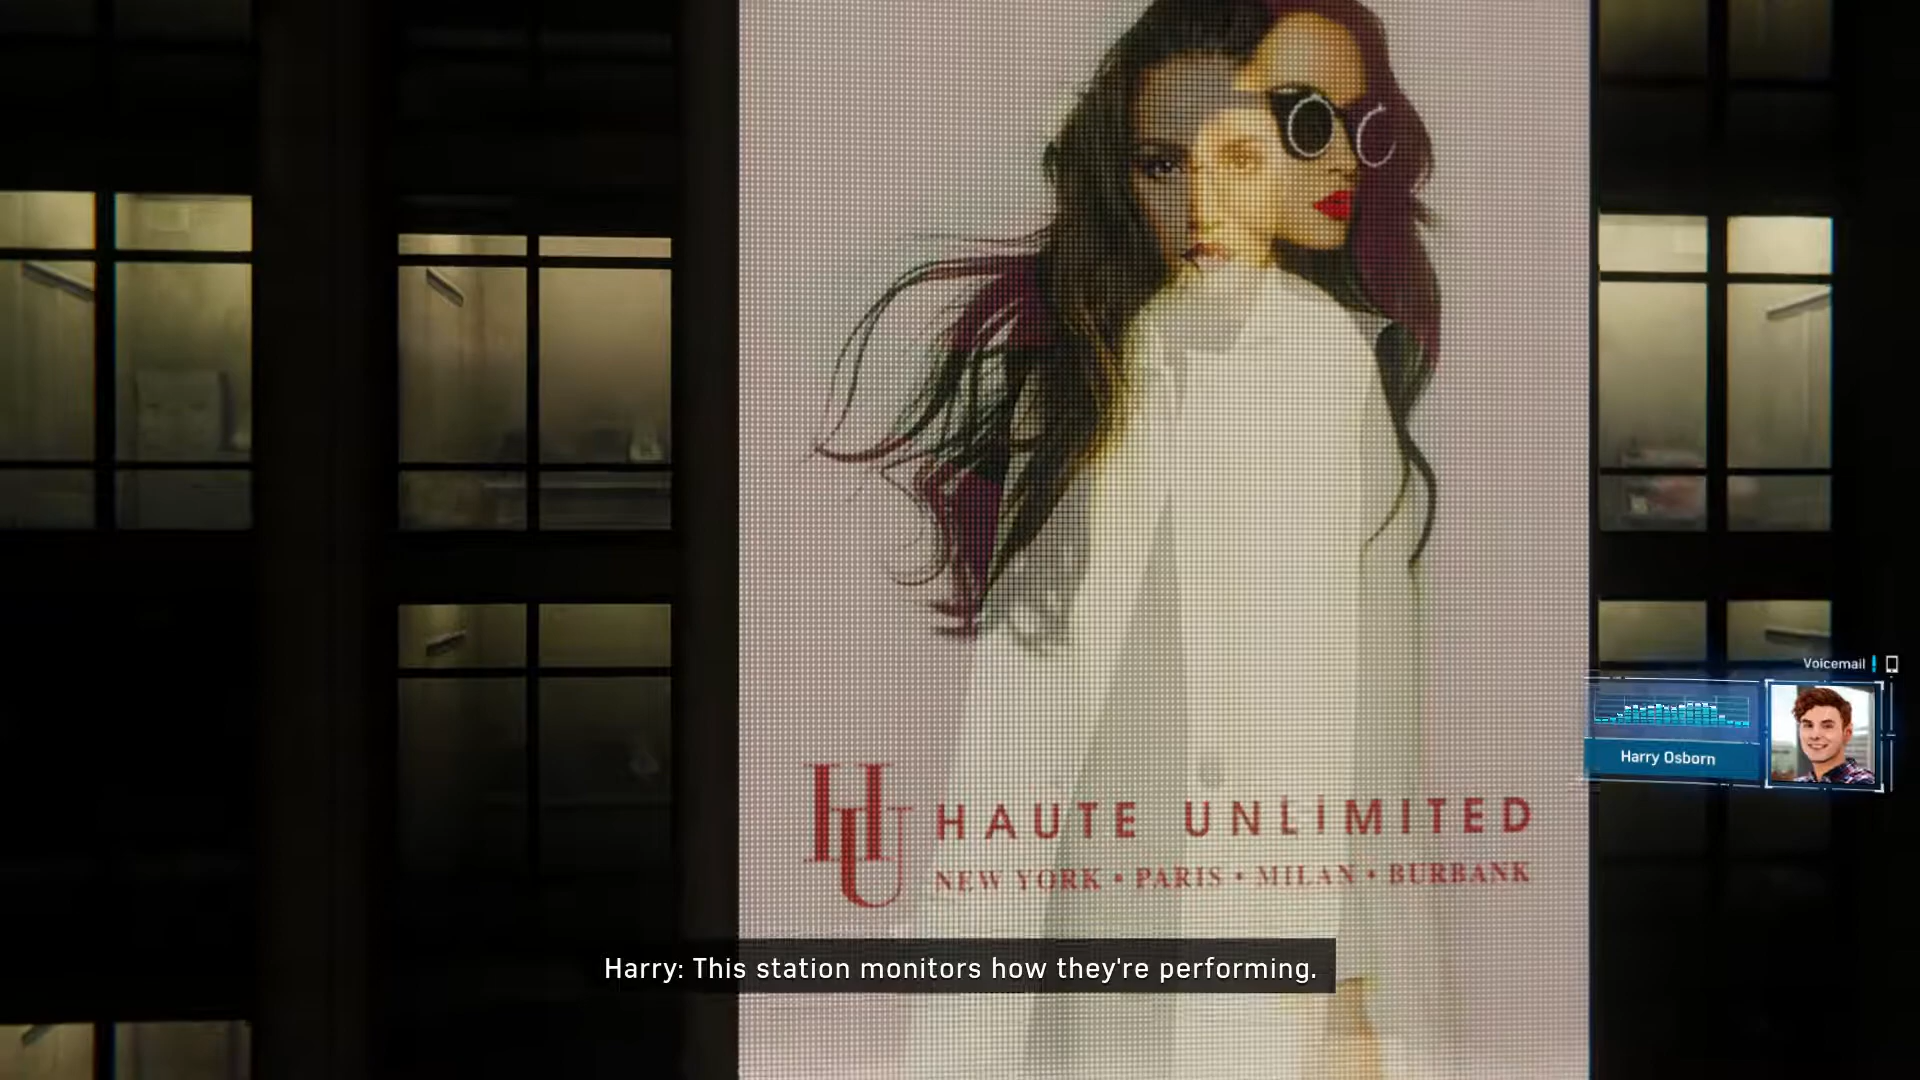 Voicemail
Harry Osborn
HU HAUTE UNLIMITED
NEW YORK • PARIS • MILAN • BURBANK
Harry: This station monitors how they're performing.